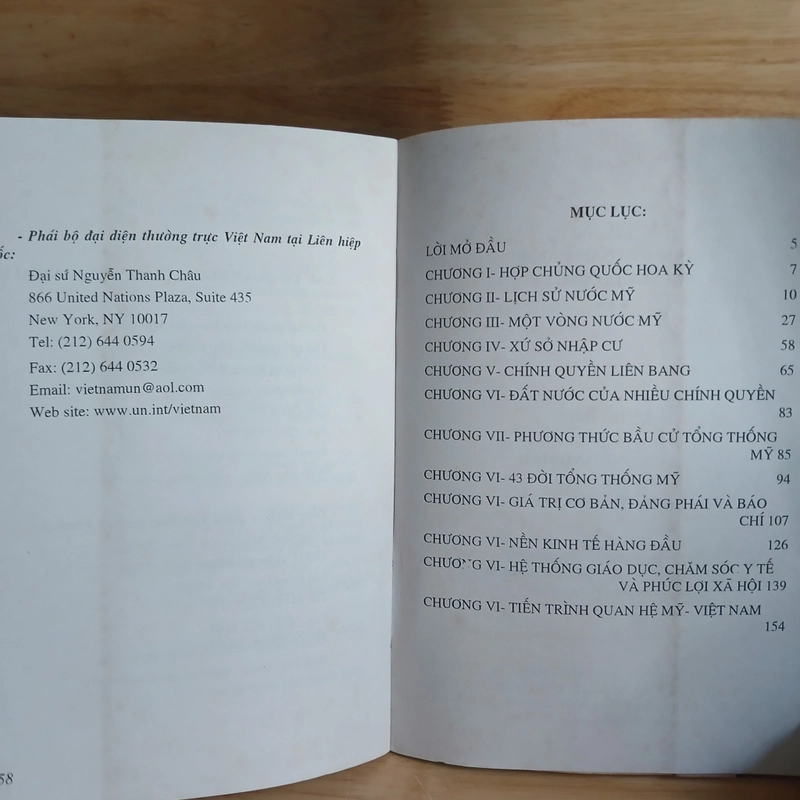 - Phái bộ đại diện thường trực Việt Nam tại Liên hiệp
ốc:
Đại sứ Nguyễn Thanh Châu
866 United Nations Plaza, Suite 435
New York, NY 10017
Tel: (212) 644 0594
Fax: (212) 644 0532
Email: vietnamun@aol.com
Web site: www.un.int/vietnam
58
MỤC LỤC:
LỜI MỞ ĐẦU 5
CHƯƠNG I- HỢP CHỦNG QUỐC HOA KỲ 7
CHƯƠNG II- LỊCH SỬ NƯỚC MỸ 10
CHƯƠNG III- MỘT VÒNG NƯỚC MỸ 27
CHƯƠNG IV- XỨ SỞ NHẬP CƯ 58
CHƯƠNG V- CHÍNH QUYỀN LIÊN BANG 65
CHƯƠNG VI- ĐẤT NƯỚC CỦA NHIỀU CHÍNH QUYỀN
83
CHƯƠNG VII- PHƯƠNG THỨC BẦU CỬ TỔNG THỐNG
MỸ 85
CHƯƠNG VI- 43 ĐỜI TỔNG THỐNG MỸ 94
CHƯƠNG VI- GIÁ TRỊ CƠ BẢN, ĐẢNG PHÁI VÀ BÁO
CHÍ 107
CHƯƠNG VI- NỀN KINH TẾ HÀNG ĐẦU 126
CHƯƠNG VI- HỆ THỐNG GIÁO DỤC, CHĂM SÓC Y TẾ
VÀ PHÚC LỢI XÃ HỘI 139
CHƯƠNG VI- TIẾN TRÌNH QUAN HỆ MỸ- VIỆT NAM
154